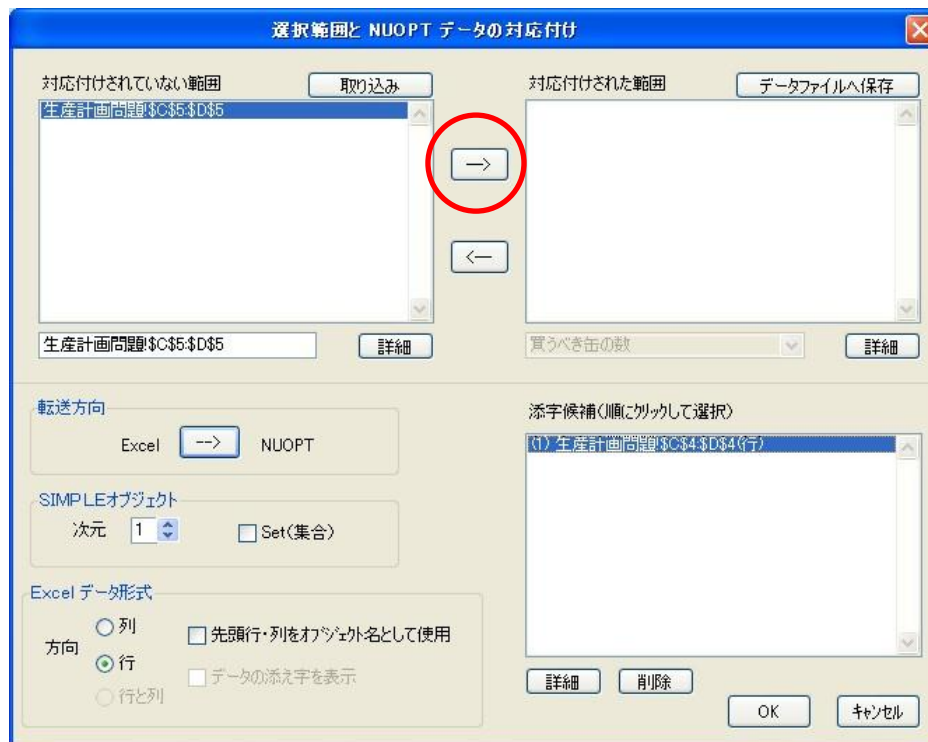 選択範囲と NUOPT データの対応付け
対応付けされていない範囲
取り込み
対応付けされた範囲
データファイルへ保存
生産計画問題!$C$5:$D$5
-->
<--
生産計画問題!$C$5:$D$5
詳細
買うべき缶の数
詳細
転送方向
Excel --> NUOPT
添字候補(順にクリックして選択)
(1) 生産計画問題!$C$4:$D$4(行)
SIMPLEオブジェクト
次元 1 Set(集合)
Excel データ形式
方向
列
行
行と列
先頭行・列をオブジェクト名として使用
データの添え字を表示
詳細
削除
OK
キャンセル